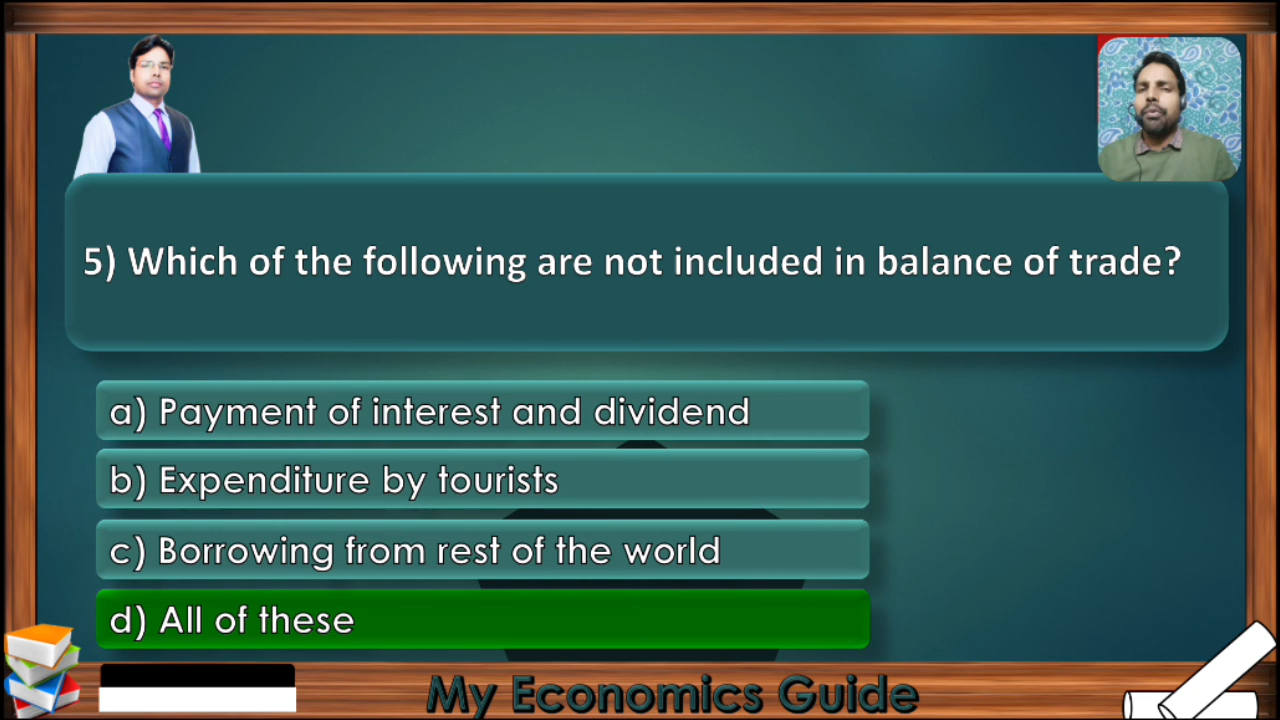 5) Which of the following are not included in balance of trade?
a) Payment of interest and dividend
b) Expenditure by tourists
c) Borrowing from rest of the world
d) All of these
My Economics Guide